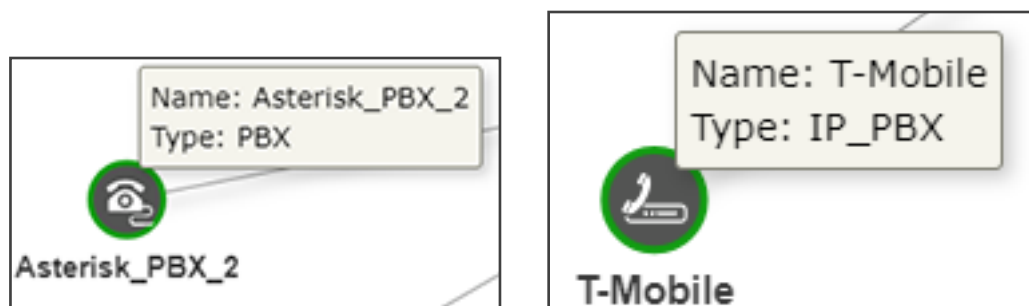 Name: Asterisk_PBX_2
Type: PBX
Asterisk_PBX_2
Name: T-Mobile
Type: IP_PBX
T-Mobile